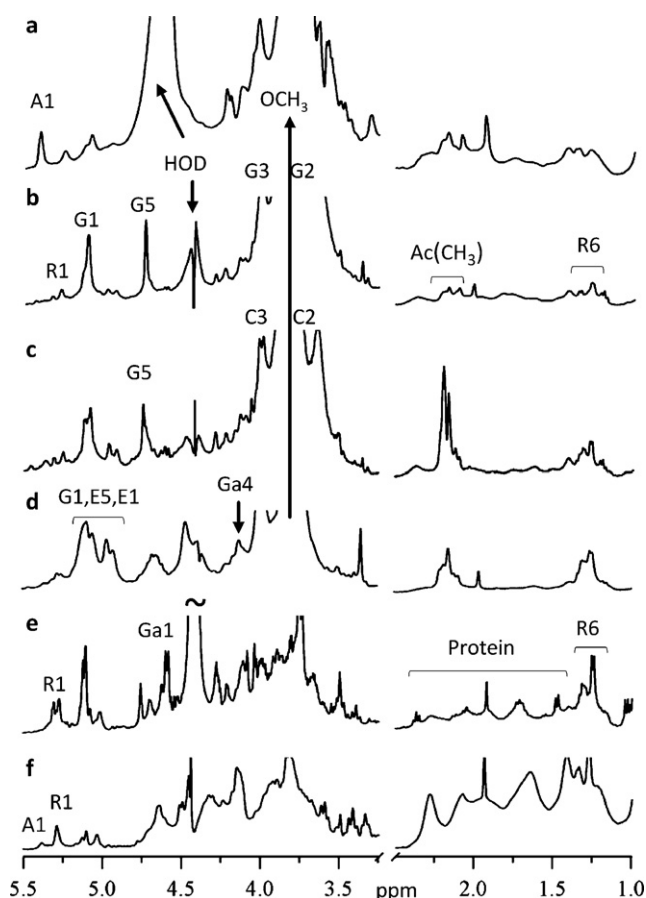 a
A1
OCH3
HOD
G3 G2
b
G1
G5
R1
Ac(CH3)
R6
C3 C2
c
G5
Ga4
d
G1,E5,E1
~
e
Ga1
R1
Protein
R6
f
R1
A1
5.5 5.0 4.5 4.0 3.5 ppm 2.0 1.5 1.0